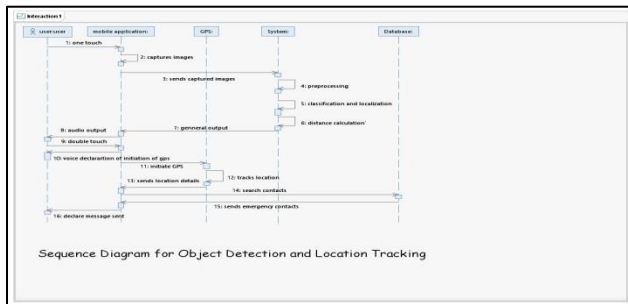 Interaction1
user:user
mobile application:
GPS:
System:
Database:
1: one touch
2: captures images
3: sends captured images
4: preprocessing
5: classification and localization
6: distance calculation'
7: penneral output
8: audio output
9: double touch
10: voice declarartion of initiation of gps
11: initiate GPS
12: tracks location
13: sends location details
14: search contacts
15: sends emergency contacts
16: declare message sent
Sequence Diagram for Object Detection and Location Tracking